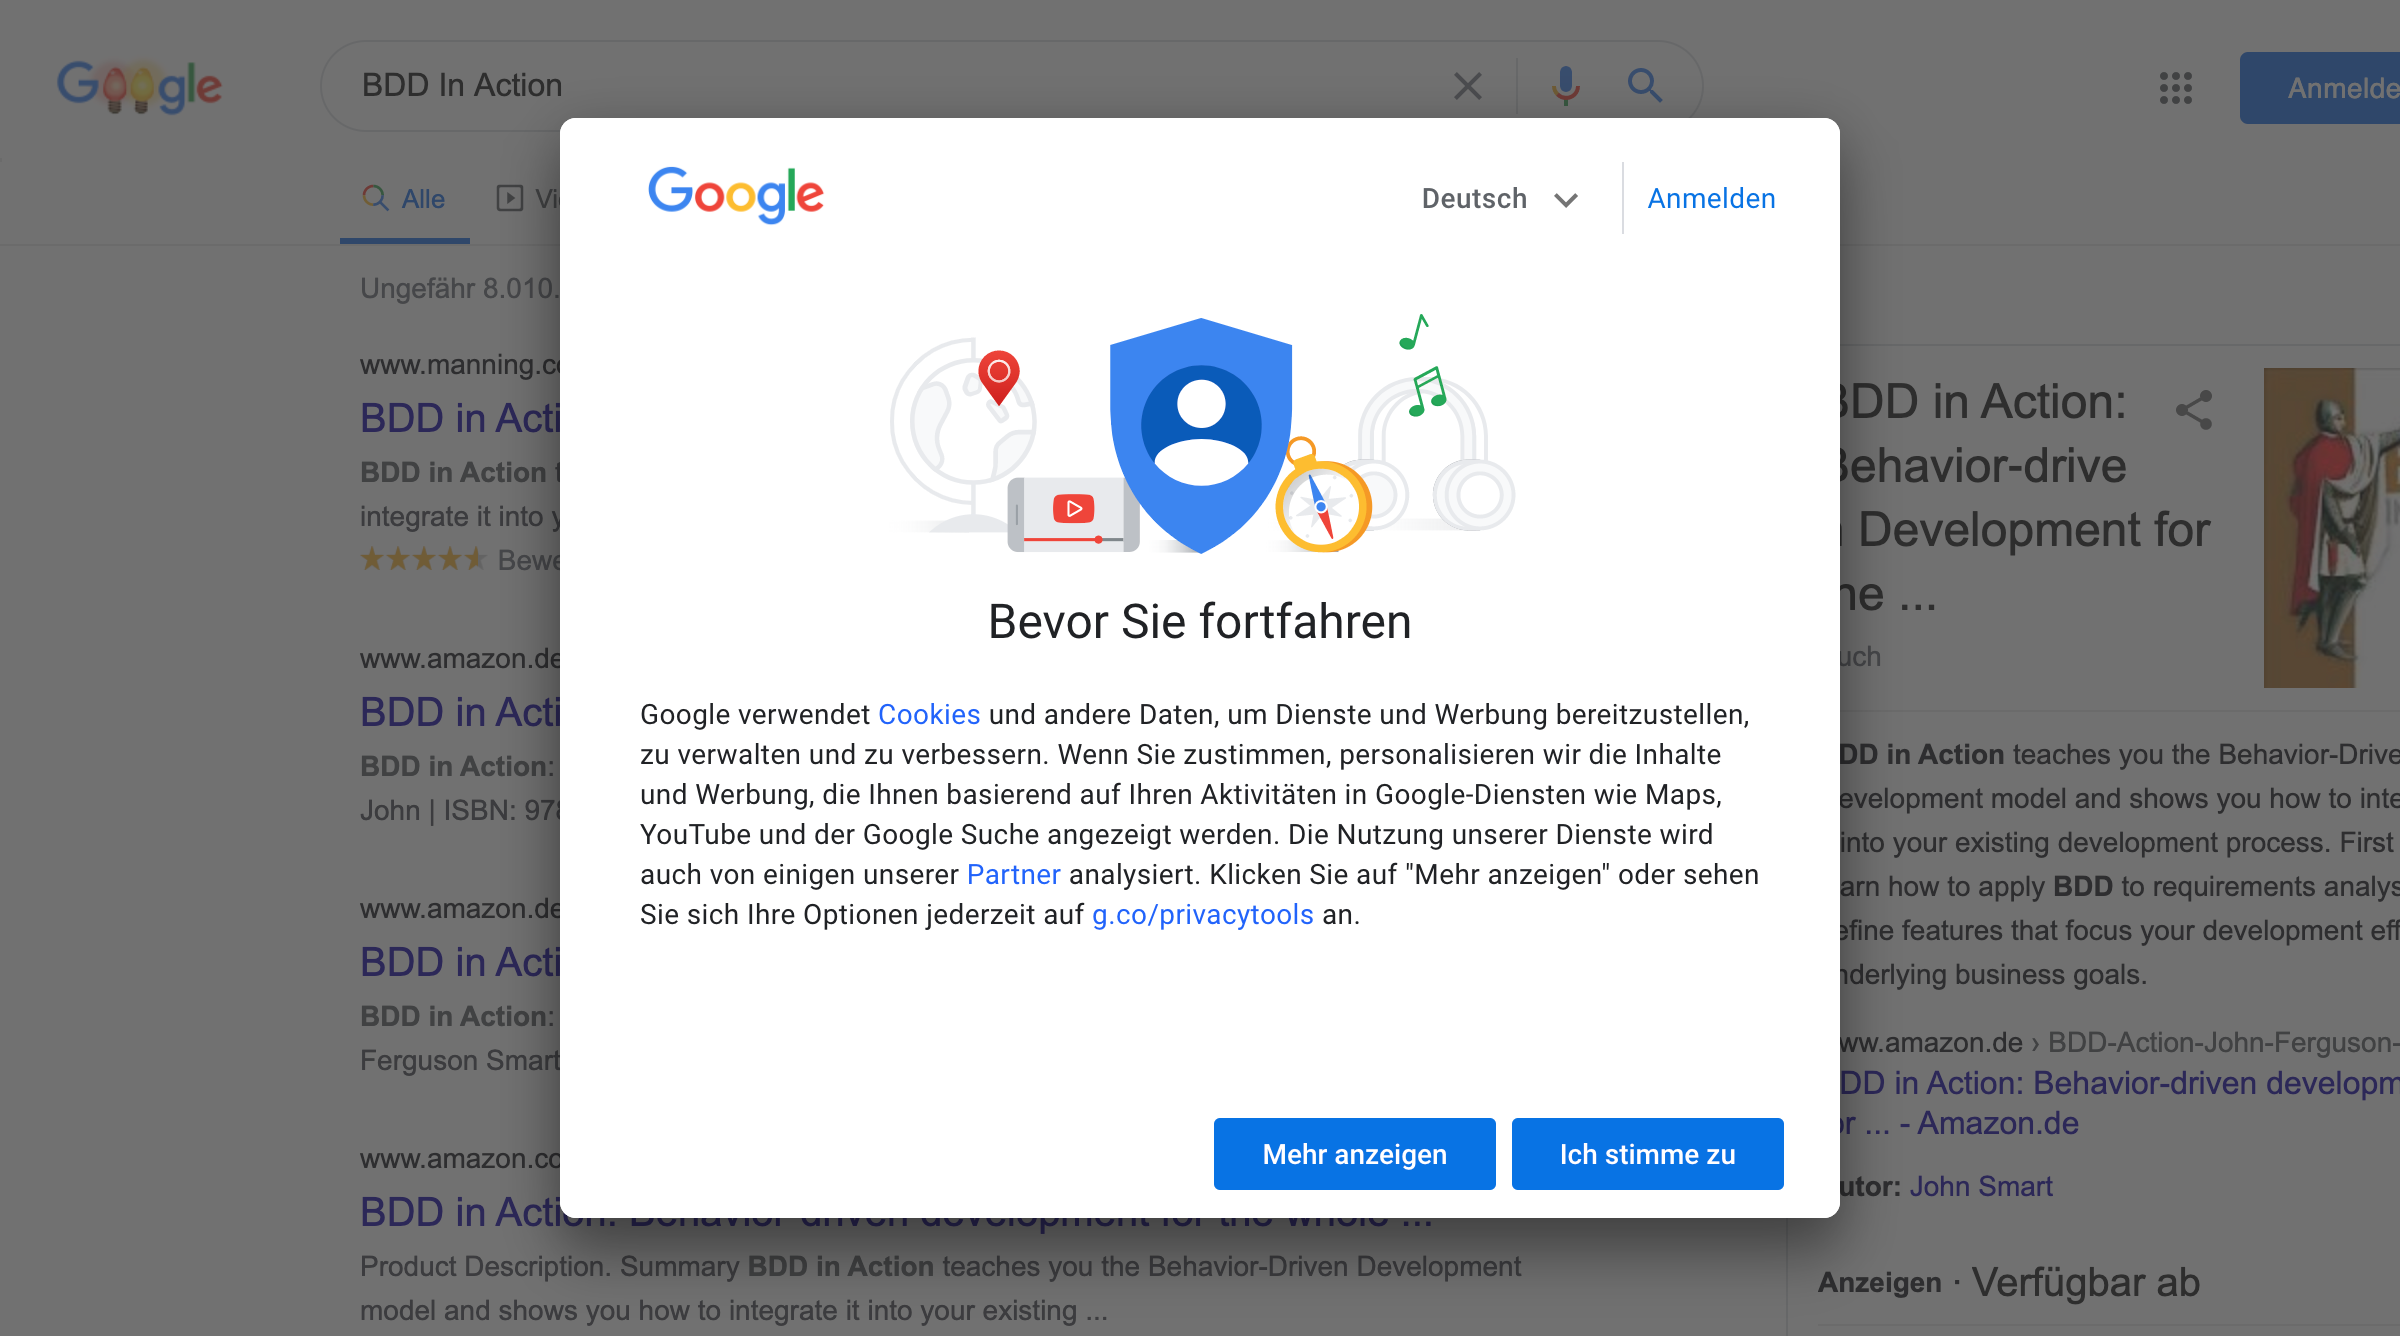 Google
BDD In Action
Anmelde
Alle
Ungefähr 8.010.
www.manning.c
BDD in Acti
BDD in Action
integrate it into
Bewe
www.amazon.de
BDD in Acti
BDD in Action:
John | ISBN: 978
www.amazon.de
BDD in Acti
BDD in Action:
Ferguson Smart
www.amazon.co
BDD in Action: Behavior-driven development for the whole ...
Product Description. Summary BDD in Action teaches you the Behavior-Driven Development
model and shows you how to integrate it into your existing ...
Google
Deutsch
Anmelden
Bevor Sie fortfahren
Google verwendet Cookies und andere Daten, um Dienste und Werbung bereitzustellen,
zu verwalten und zu verbessern. Wenn Sie zustimmen, personalisieren wir die Inhalte
und Werbung, die Ihnen basierend auf Ihren Aktivitäten in Google-Diensten wie Maps,
YouTube und der Google Suche angezeigt werden. Die Nutzung unserer Dienste wird
auch von einigen unserer Partner analysiert. Klicken Sie auf "Mehr anzeigen" oder sehen
Sie sich Ihre Optionen jederzeit auf g.co/privacytools an.
Mehr anzeigen
Ich stimme zu
BDD in Action:
Behavior-drive
n Development for
he ...
uch
DD in Action teaches you the Behavior-Drive
evelopment model and shows you how to inte
into your existing development process. First
arn how to apply BDD to requirements analys
efine features that focus your development eff
nderlying business goals.
ww.amazon.de › BDD-Action-John-Ferguson-
DD in Action: Behavior-driven developm
or ... - Amazon.de
utor: John Smart
Anzeigen · Verfügbar ab